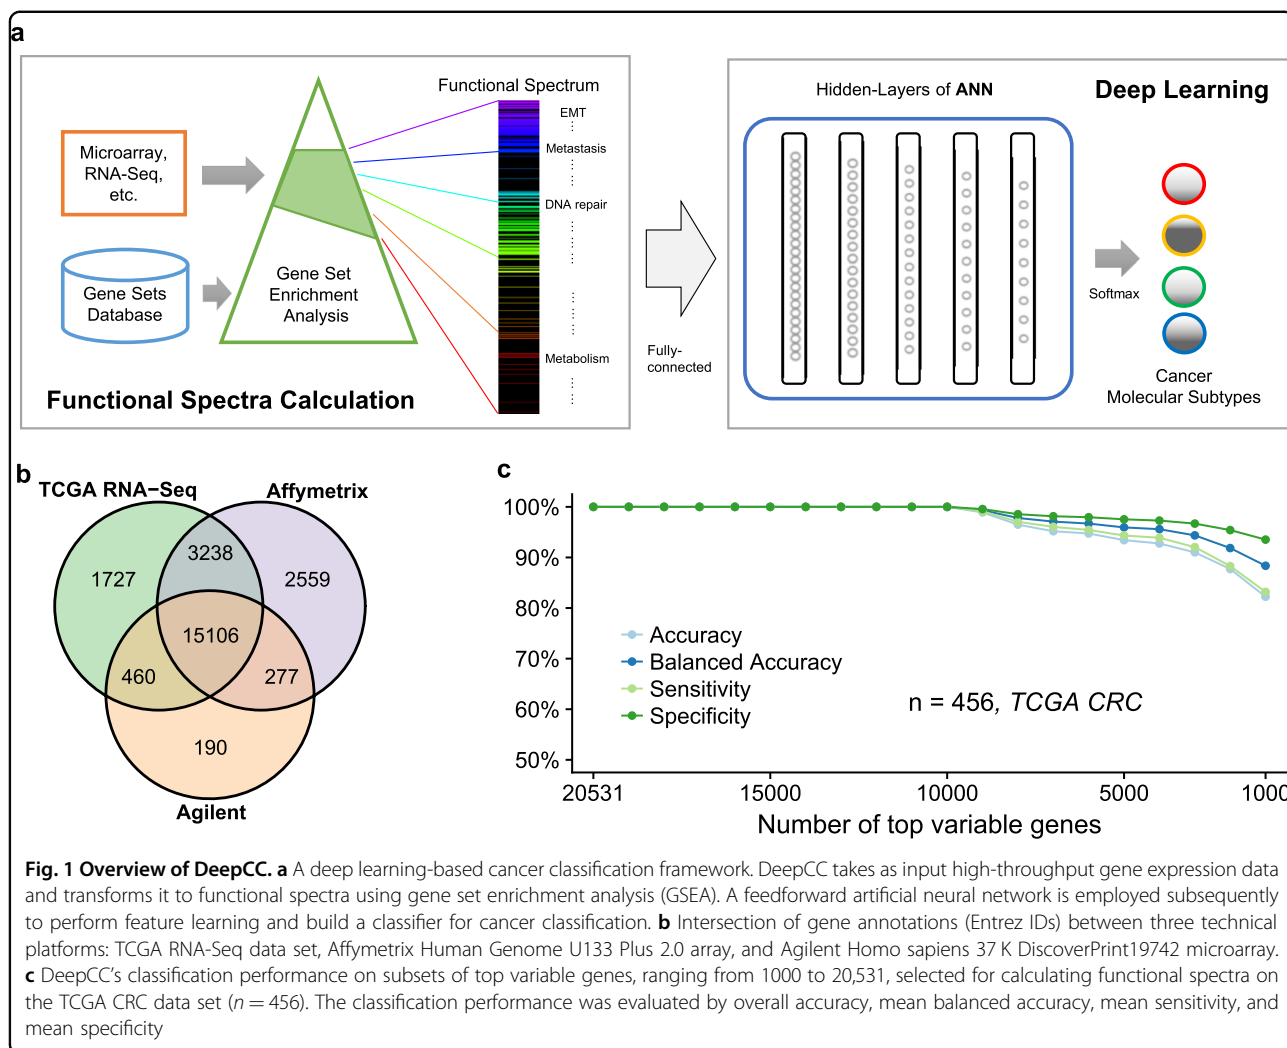 a
Functional Spectrum
Microarray,
RNA-Seq,
etc.
Gene Sets
Database
Gene Set
Enrichment
Analysis
EMT
Metastasis
DNA repair
Metabolism
Functional Spectra Calculation
Fully-
connected
Hidden-Layers of ANN
Deep Learning
Softmax
Cancer
Molecular Subtypes
b
TCGA RNA−Seq
Affymetrix
3238
1727
2559
15106
460
277
190
Agilent
c
100%
90%
80%
70%
60%
50%
Accuracy
Balanced Accuracy
Sensitivity
Specificity
n = 456, TCGA CRC
20531
15000
10000
5000
1000
Number of top variable genes
Fig. 1 Overview of DeepCC. a A deep learning-based cancer classification framework. DeepCC takes as input high-throughput gene expression data
and transforms it to functional spectra using gene set enrichment analysis (GSEA). A feedforward artificial neural network is employed subsequently
to perform feature learning and build a classifier for cancer classification. b Intersection of gene annotations (Entrez IDs) between three technical
platforms: TCGA RNA-Seq data set, Affymetrix Human Genome U133 Plus 2.0 array, and Agilent Homo sapiens 37 K DiscoverPrint19742 microarray.
c DeepCC's classification performance on subsets of top variable genes, ranging from 1000 to 20,531, selected for calculating functional spectra on
the TCGA CRC data set (n = 456). The classification performance was evaluated by overall accuracy, mean balanced accuracy, mean sensitivity, and
mean specificity